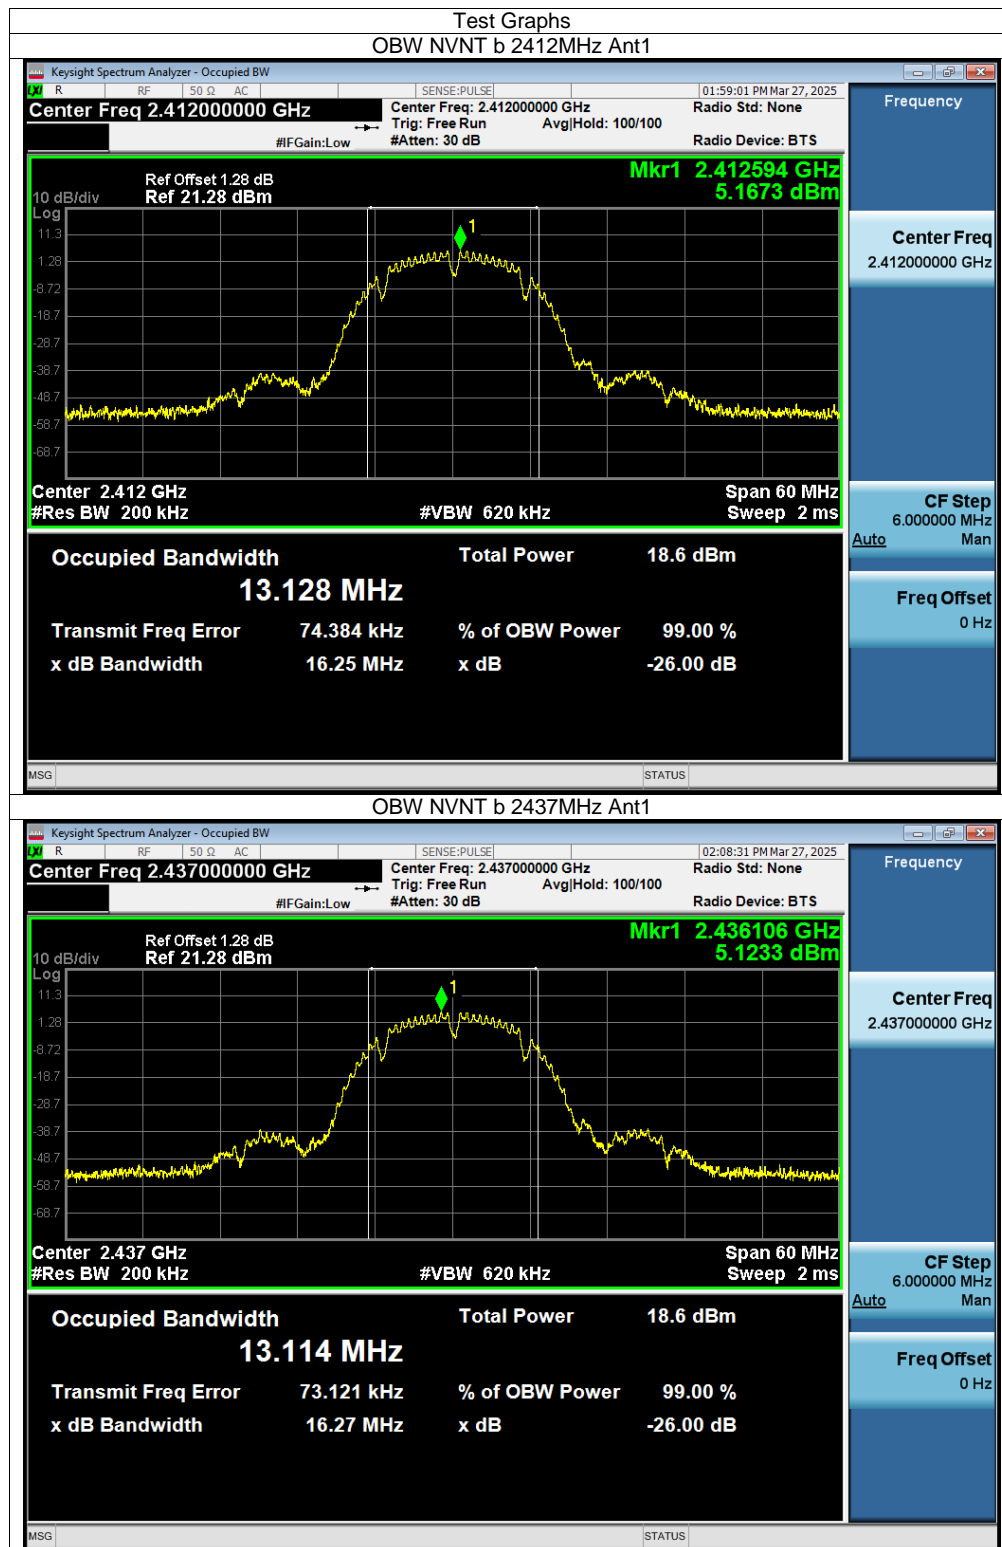 Test Graphs
OBW NVNT b 2412MHz Ant1
Keysight Spectrum Analyzer - Occupied BW
LXI R RF 50 Ω AC SENSE:PULSE 01:59:01 PM Mar 27, 2025
Center Freq 2.412000000 GHz
Center Freq: 2.412000000 GHz
Radio Std: None
Trig: Free Run Avg|Hold: 100/100
#IFGain:Low #Atten: 30 dB
Radio Device: BTS
Frequency
Ref Offset 1.28 dB
10 dB/div Ref 21.28 dBm
Mkr1 2.412594 GHz
5.1673 dBm
Log
11.3
1.28
-8.72
-18.7
-28.7
-38.7
-48.7
-58.7
-68.7
1
Center 2.412 GHz
Span 60 MHz
#Res BW 200 kHz
#VBW 620 kHz
Sweep 2 ms
Center Freq
2.412000000 GHz
CF Step
6.000000 MHz
Auto Man
Freq Offset
0 Hz
Occupied Bandwidth
Total Power 18.6 dBm
13.128 MHz
Transmit Freq Error 74.384 kHz % of OBW Power 99.00 %
x dB Bandwidth 16.25 MHz x dB -26.00 dB
MSG STATUS
OBW NVNT b 2437MHz Ant1
Keysight Spectrum Analyzer - Occupied BW
LXI R RF 50 Ω AC SENSE:PULSE 02:08:31 PM Mar 27, 2025
Center Freq 2.437000000 GHz
Center Freq: 2.437000000 GHz
Radio Std: None
Trig: Free Run Avg|Hold: 100/100
#IFGain:Low #Atten: 30 dB
Radio Device: BTS
Frequency
Ref Offset 1.28 dB
10 dB/div Ref 21.28 dBm
Mkr1 2.436106 GHz
5.1233 dBm
Log
11.3
1.28
-8.72
-18.7
-28.7
-38.7
-48.7
-58.7
-68.7
1
Center 2.437 GHz
Span 60 MHz
#Res BW 200 kHz
#VBW 620 kHz
Sweep 2 ms
Center Freq
2.437000000 GHz
CF Step
6.000000 MHz
Auto Man
Freq Offset
0 Hz
Occupied Bandwidth
Total Power 18.6 dBm
13.114 MHz
Transmit Freq Error 73.121 kHz % of OBW Power 99.00 %
x dB Bandwidth 16.27 MHz x dB -26.00 dB
MSG STATUS